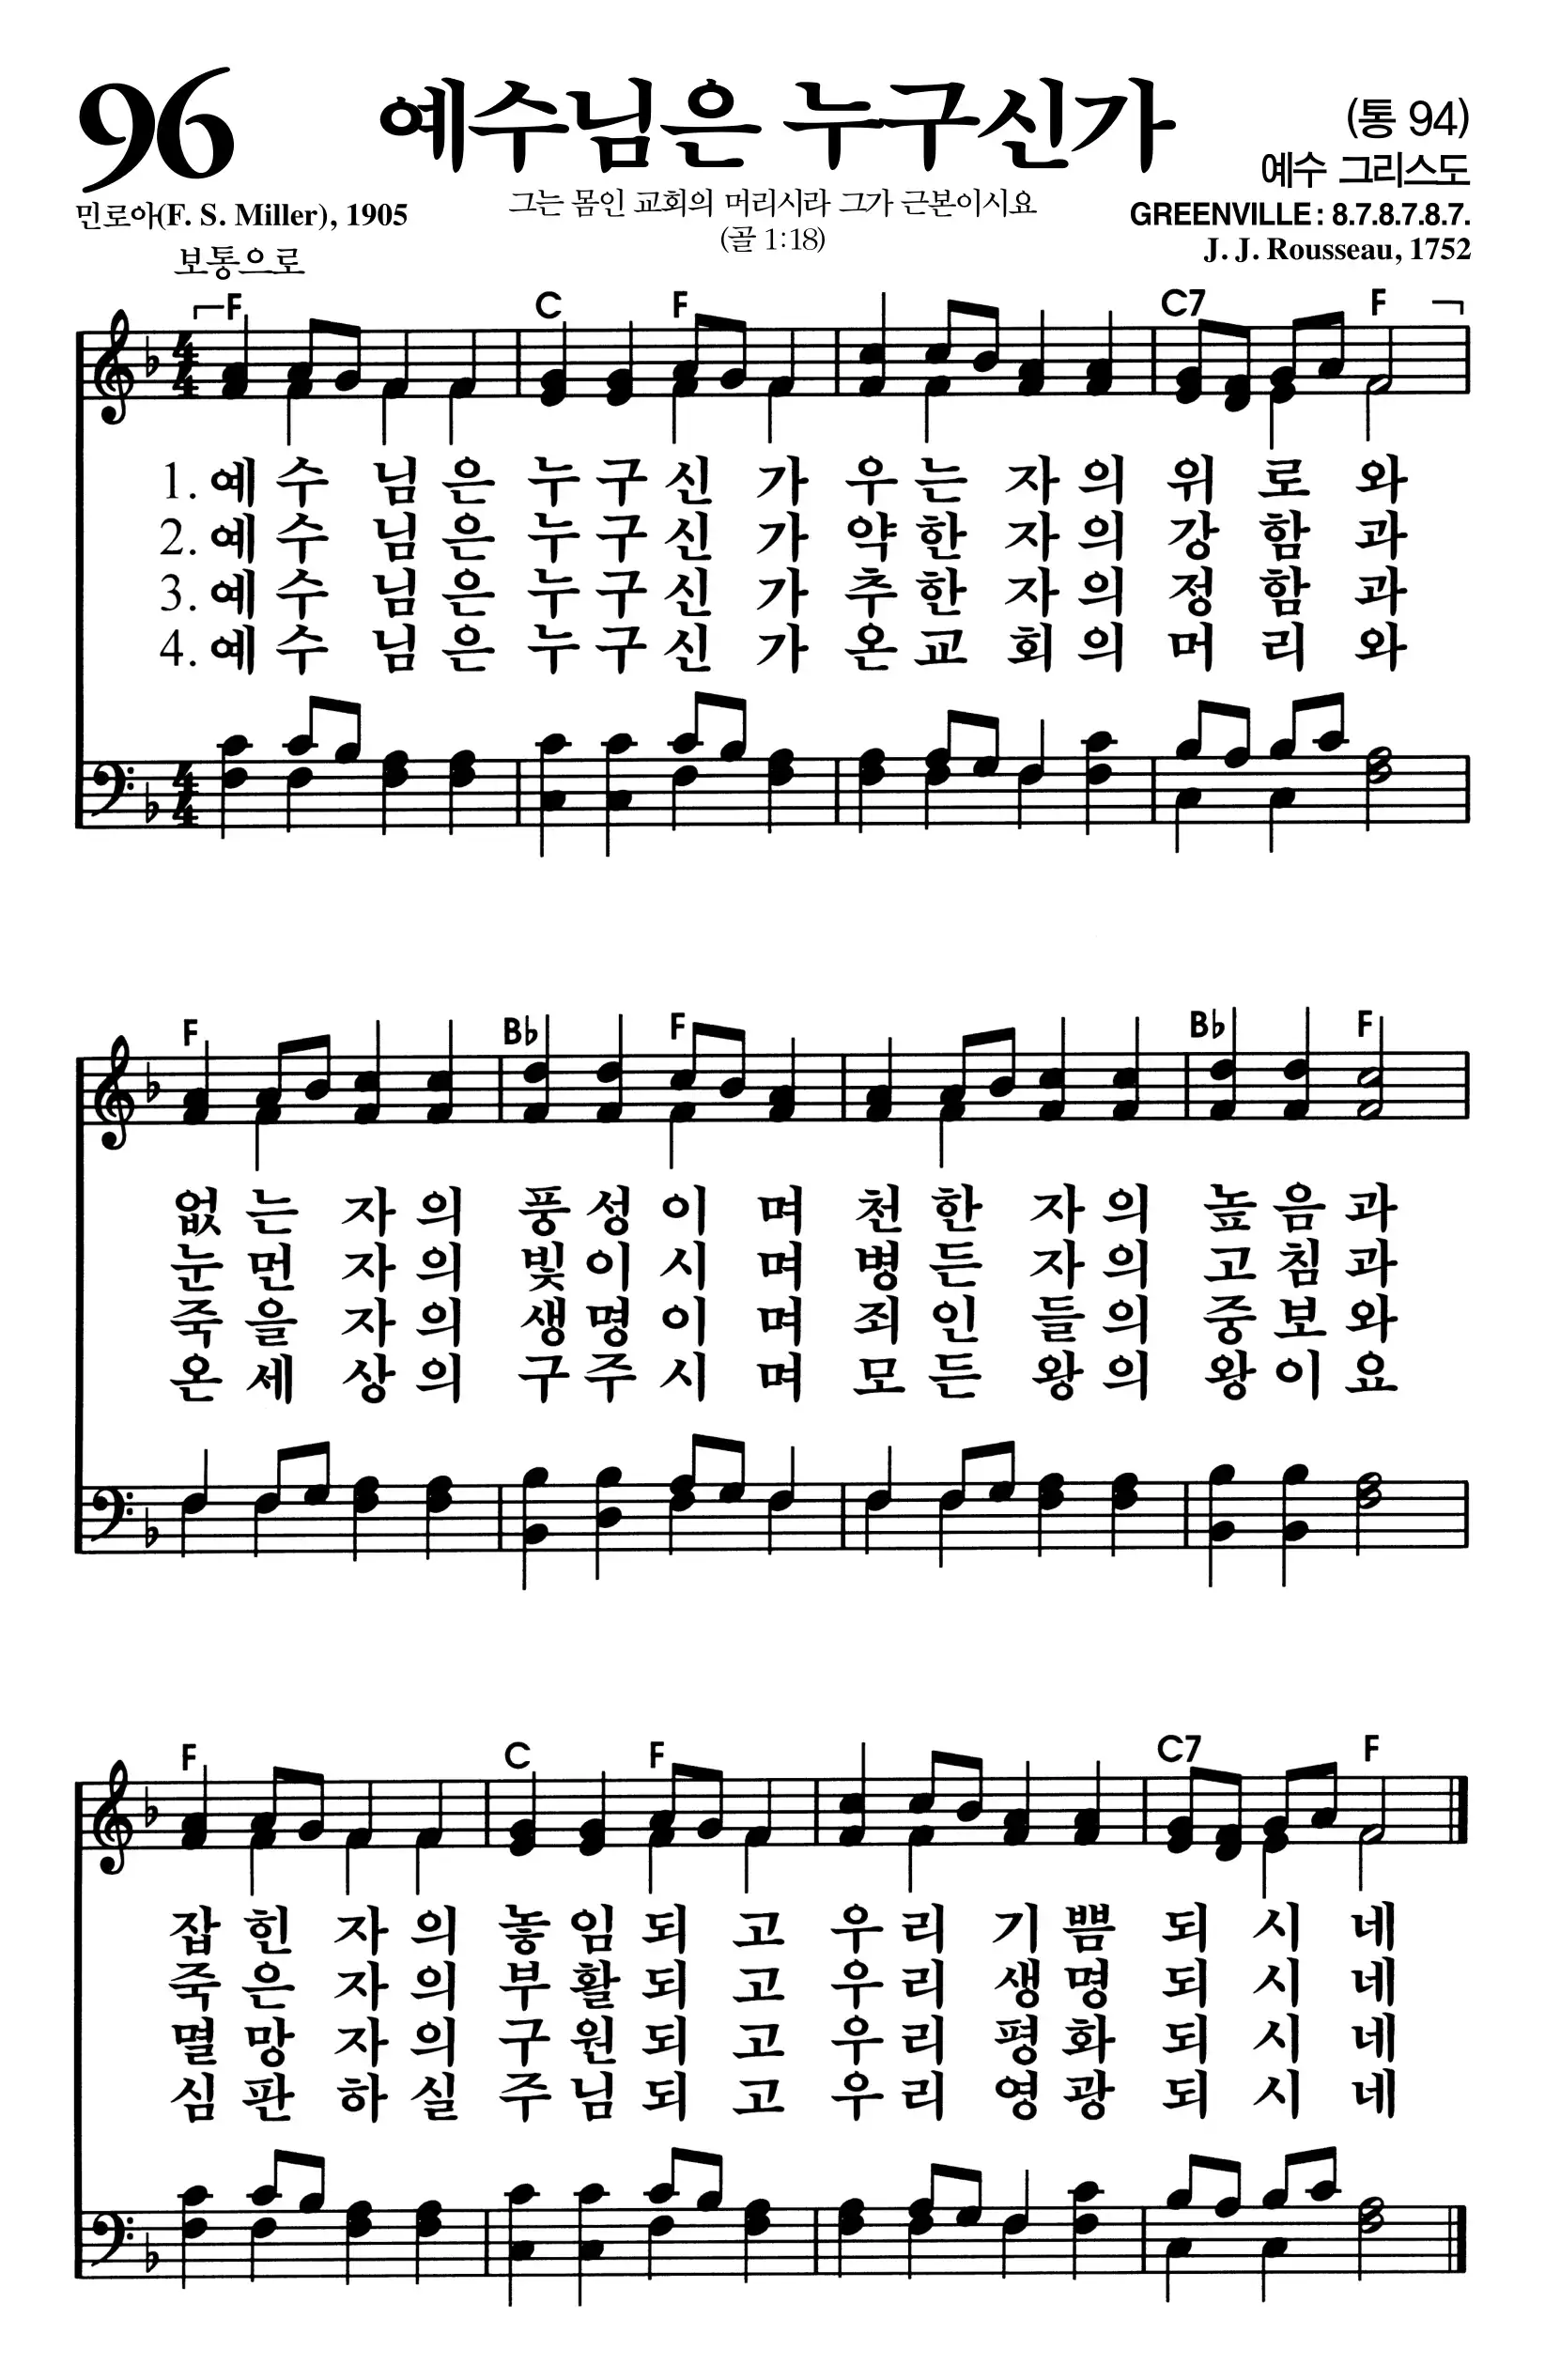 96 예수님은 누구신가 (통 94)
예수 그리스도
민로아(F. S. Miller), 1905 그는 몸인 교회의 머리시라 그가 근본이시요 GREENVILLE : 8.7.8.7.8.7.
(골 1:18) J. J. Rousseau, 1752
보통으로
F C F C7 F
4/4
1. 예 수 님 은 누 구 신 가 우 는 자 의 위 로 와
2. 예 수 님 은 누 구 신 가 약 한 자 의 강 함 과
3. 예 수 님 은 누 구 신 가 추 한 자 의 정 함 과
4. 예 수 님 은 누 구 신 가 온 교 회 의 머 리 와
4/4
F B♭ F B♭ F
없 는 자 의 풍 성 이 며 천 한 자 의 높 음 과
눈 먼 자 의 빛 이 시 며 병 든 자 의 고 침 과
죽 을 자 의 생 명 이 며 죄 인 들 의 중 보 와
온 세 상 의 구 주 시 며 모 든 왕 의 왕 이 요
F C F C7 F
잡 힌 자 의 놓 임 되 고 우 리 기 쁨 되 시 네
죽 은 자 의 부 활 되 고 우 리 생 명 되 시 네
멸 망 자 의 구 원 되 고 우 리 평 화 되 시 네
심 판 하 실 주 님 되 고 우 리 영 광 되 시 네